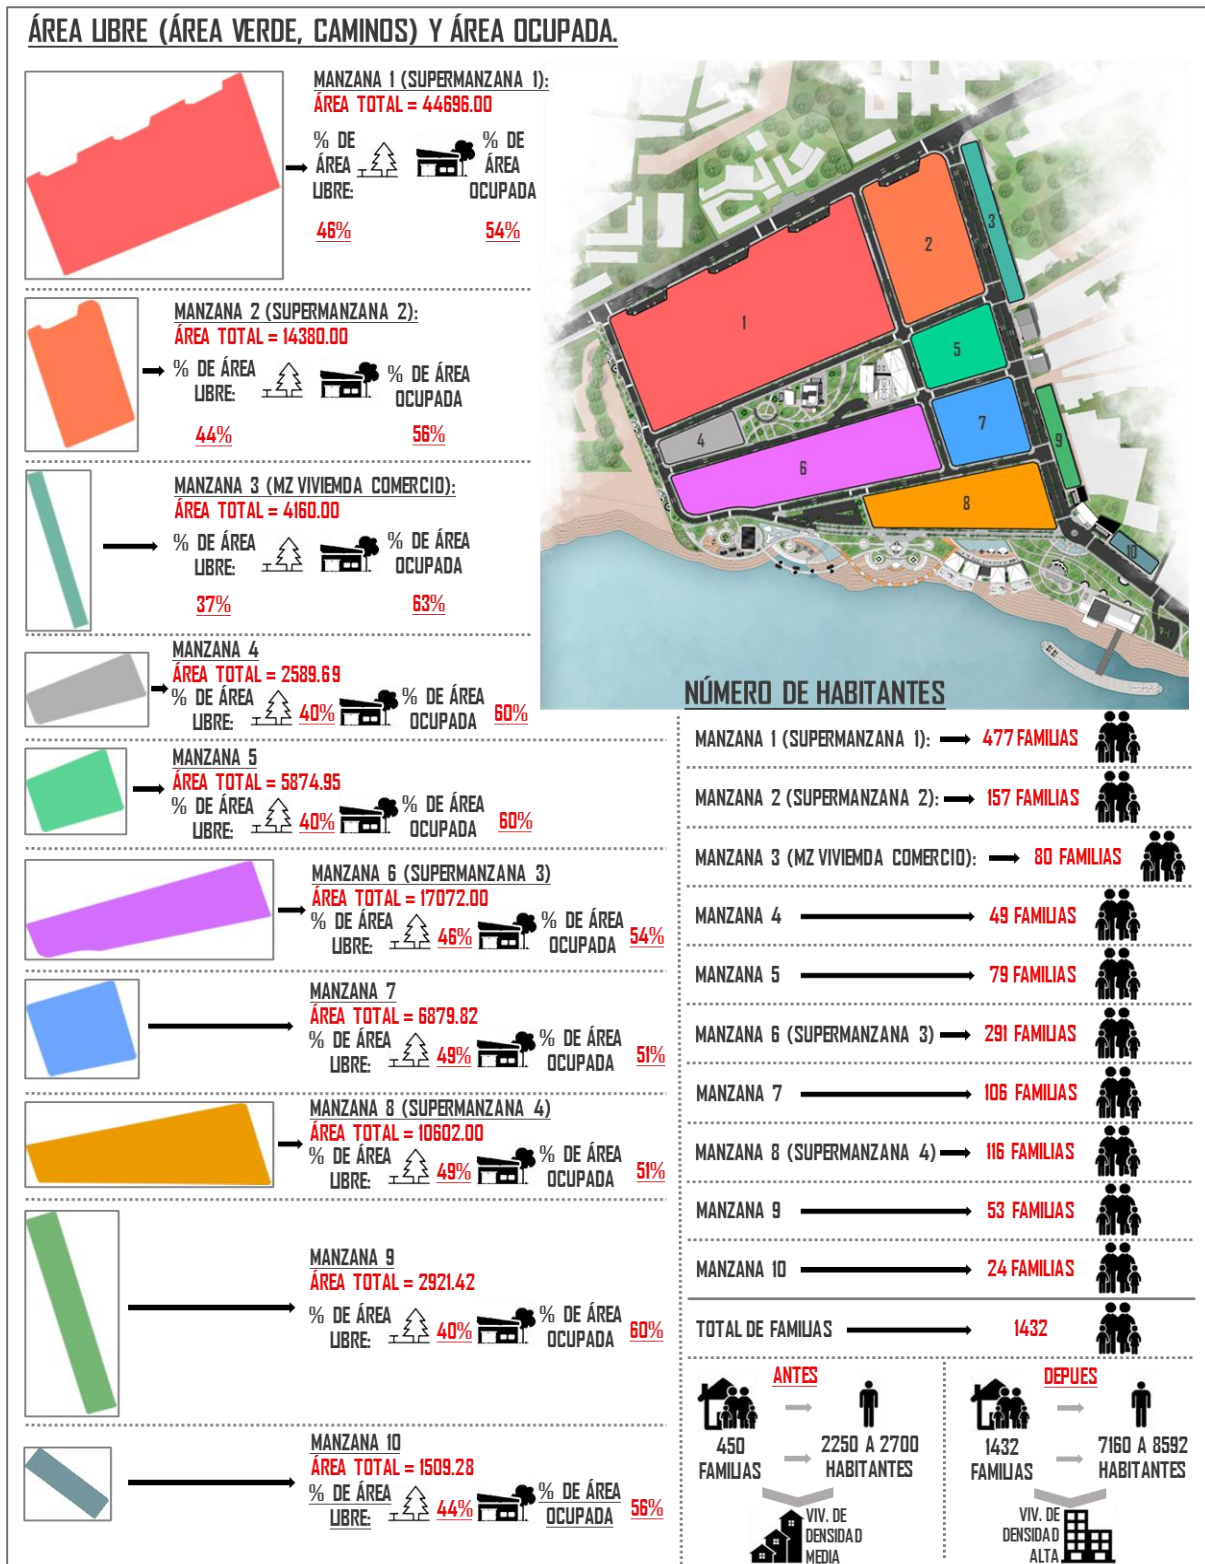 ÁREA LIBRE (ÁREA VERDE, CAMINOS) Y ÁREA OCUPADA.
MANZANA 1 (SUPERMANZANA 1):
ÁREA TOTAL = 44696.00
% DE
ÁREA
LIBRE:
% DE
ÁREA
OCUPADA
46%
54%
MANZANA 2 (SUPERMANZANA 2):
ÁREA TOTAL = 14380.00
% DE ÁREA
LIBRE:
% DE ÁREA
OCUPADA
44%
56%
MANZANA 3 (MZ VIVIEMDA COMERCIO):
ÁREA TOTAL = 4160.00
% DE ÁREA
LIBRE:
% DE ÁREA
OCUPADA
37%
63%
MANZANA 4
ÁREA TOTAL = 2589.69
% DE ÁREA
LIBRE:
40%
% DE ÁREA
OCUPADA
60%
MANZANA 5
ÁREA TOTAL = 5874.95
% DE ÁREA
LIBRE:
40%
% DE ÁREA
OCUPADA
60%
MANZANA 6 (SUPERMANZANA 3)
ÁREA TOTAL = 17072.00
% DE ÁREA
LIBRE:
46%
% DE ÁREA
OCUPADA
54%
MANZANA 7
ÁREA TOTAL = 6879.82
% DE ÁREA
LIBRE:
49%
% DE ÁREA
OCUPADA
51%
MANZANA 8 (SUPERMANZANA 4)
ÁREA TOTAL = 10602.00
% DE ÁREA
LIBRE:
49%
% DE ÁREA
OCUPADA
51%
MANZANA 9
ÁREA TOTAL = 2921.42
% DE ÁREA
LIBRE:
40%
% DE ÁREA
OCUPADA
60%
MANZANA 10
ÁREA TOTAL = 1509.28
% DE ÁREA
LIBRE:
44%
% DE ÁREA
OCUPADA
56%
1
2
3
4
5
6
7
8
9
10
NÚMERO DE HABITANTES
MANZANA 1 (SUPERMANZANA 1): 477 FAMILIAS
MANZANA 2 (SUPERMANZANA 2): 157 FAMILIAS
MANZANA 3 (MZ VIVIEMDA COMERCIO): 80 FAMILIAS
MANZANA 4 49 FAMILIAS
MANZANA 5 79 FAMILIAS
MANZANA 6 (SUPERMANZANA 3) 291 FAMILIAS
MANZANA 7 106 FAMILIAS
MANZANA 8 (SUPERMANZANA 4) 116 FAMILIAS
MANZANA 9 53 FAMILIAS
MANZANA 10 24 FAMILIAS
TOTAL DE FAMILIAS 1432
ANTES
450
FAMILIAS
2250 A 2700
HABITANTES
VIV. DE
DENSIDAD
MEDIA
DEPUES
1432
FAMILIAS
7160 A 8592
HABITANTES
VIV. DE
DENSIDAD
ALTA